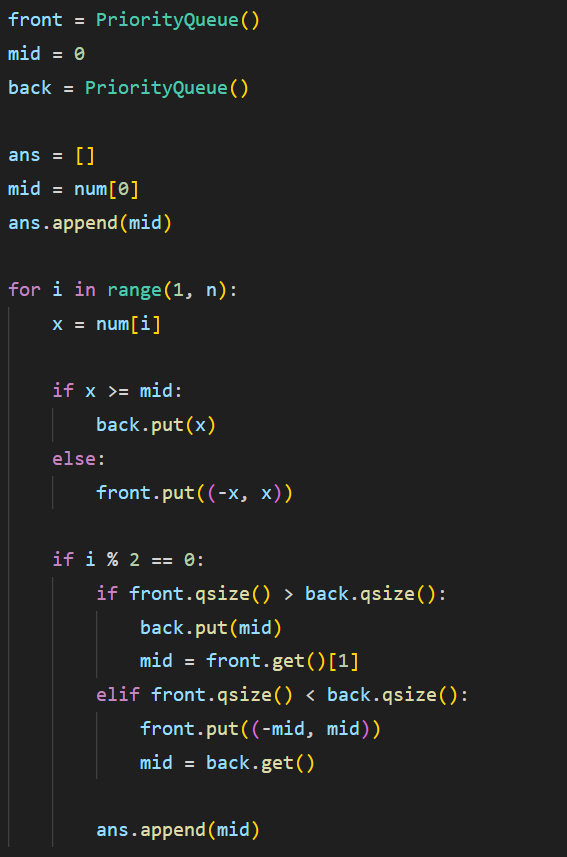 front = PriorityQueue()
mid = 0
back = PriorityQueue()

ans = []
mid = num[0]
ans.append(mid)

for i in range(1, n):
    x = num[i]

    if x >= mid:
        back.put(x)
    else:
        front.put((-x, x))

    if i % 2 == 0:
        if front.qsize() > back.qsize():
            back.put(mid)
            mid = front.get()[1]
        elif front.qsize() < back.qsize():
            front.put((-mid, mid))
            mid = back.get()

        ans.append(mid)